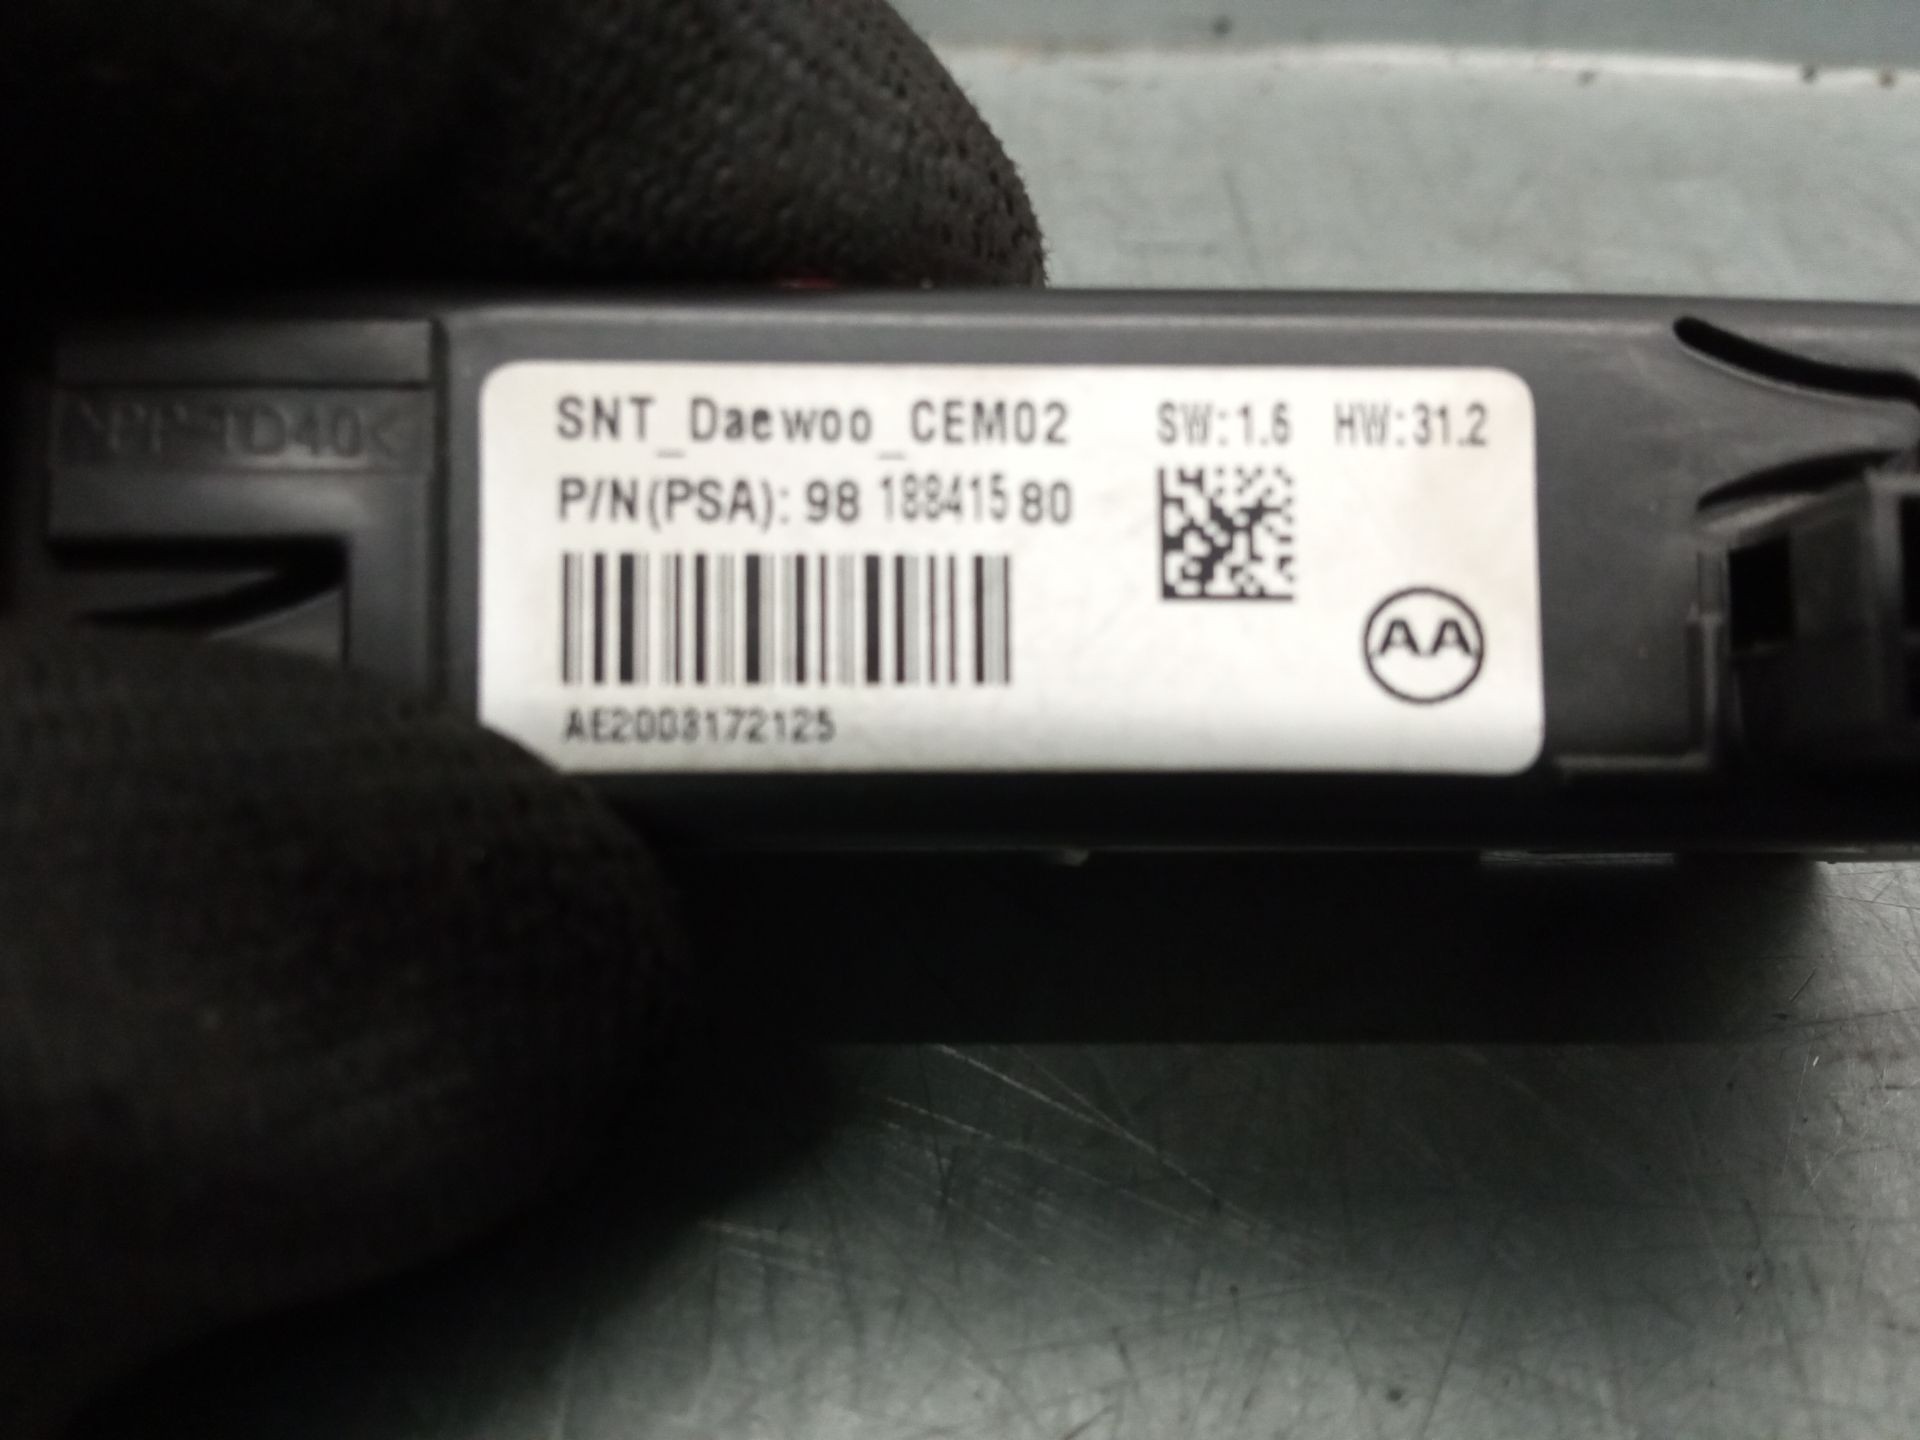 SNT_Daewoo_CEM02 SW:1.6 HW:31.2
P/N(PSA): 98 188415 80
AE2003172125
AA